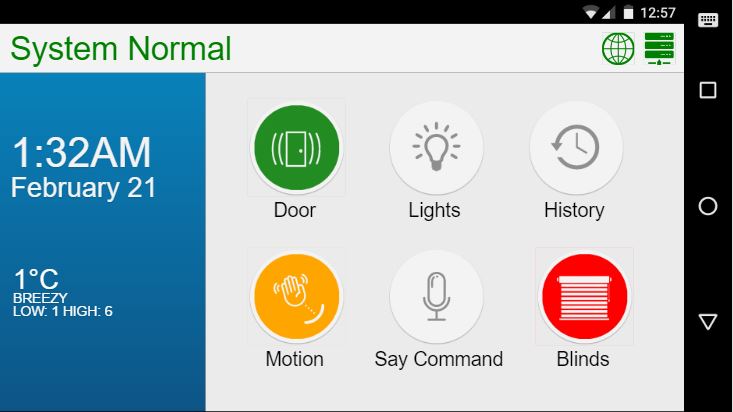 12:57
System Normal
1:32AM
February 21
1°C
BREEZY
LOW: 1 HIGH: 6
Door
Lights
History
Motion
Say Command
Blinds